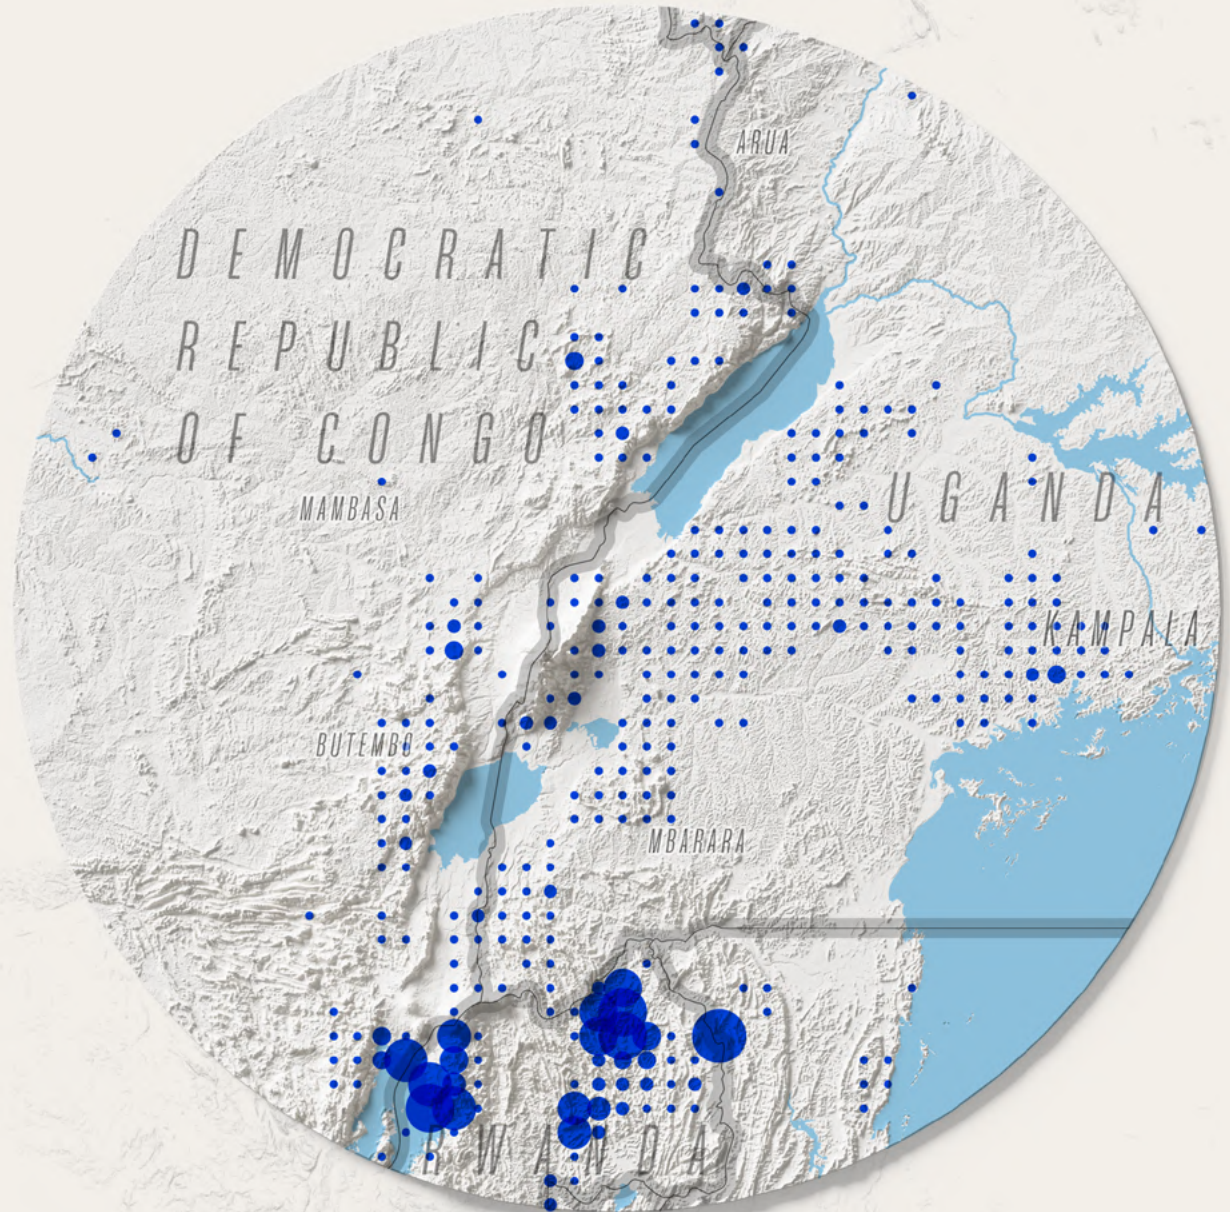 ARUA
DEMOCRATIC
REPUBLIC
OF CONGO
MAMBASA
UGANDA
KAMPALA
BUTEMBO
MBARARA
RWANDA